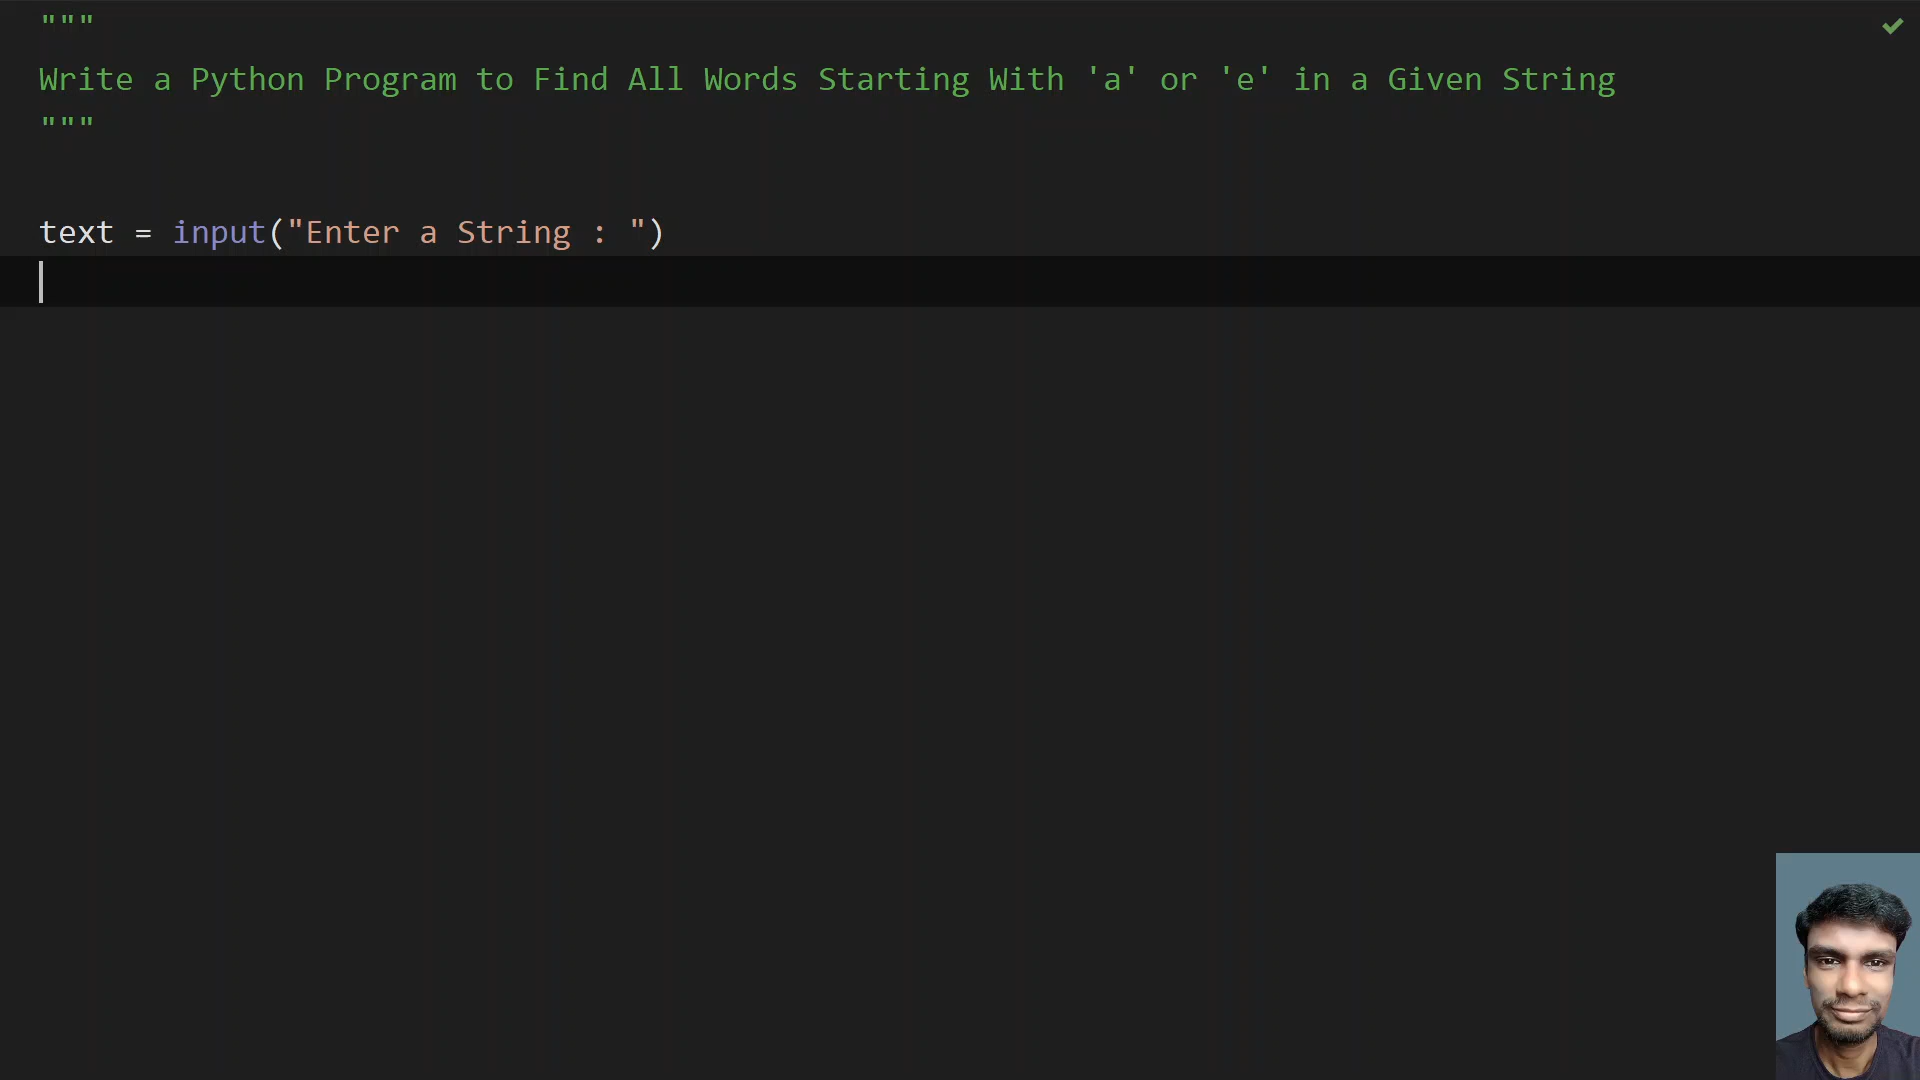 """
Write a Python Program to Find All Words Starting With 'a' or 'e' in a Given String
"""
text = input("Enter a String : ")